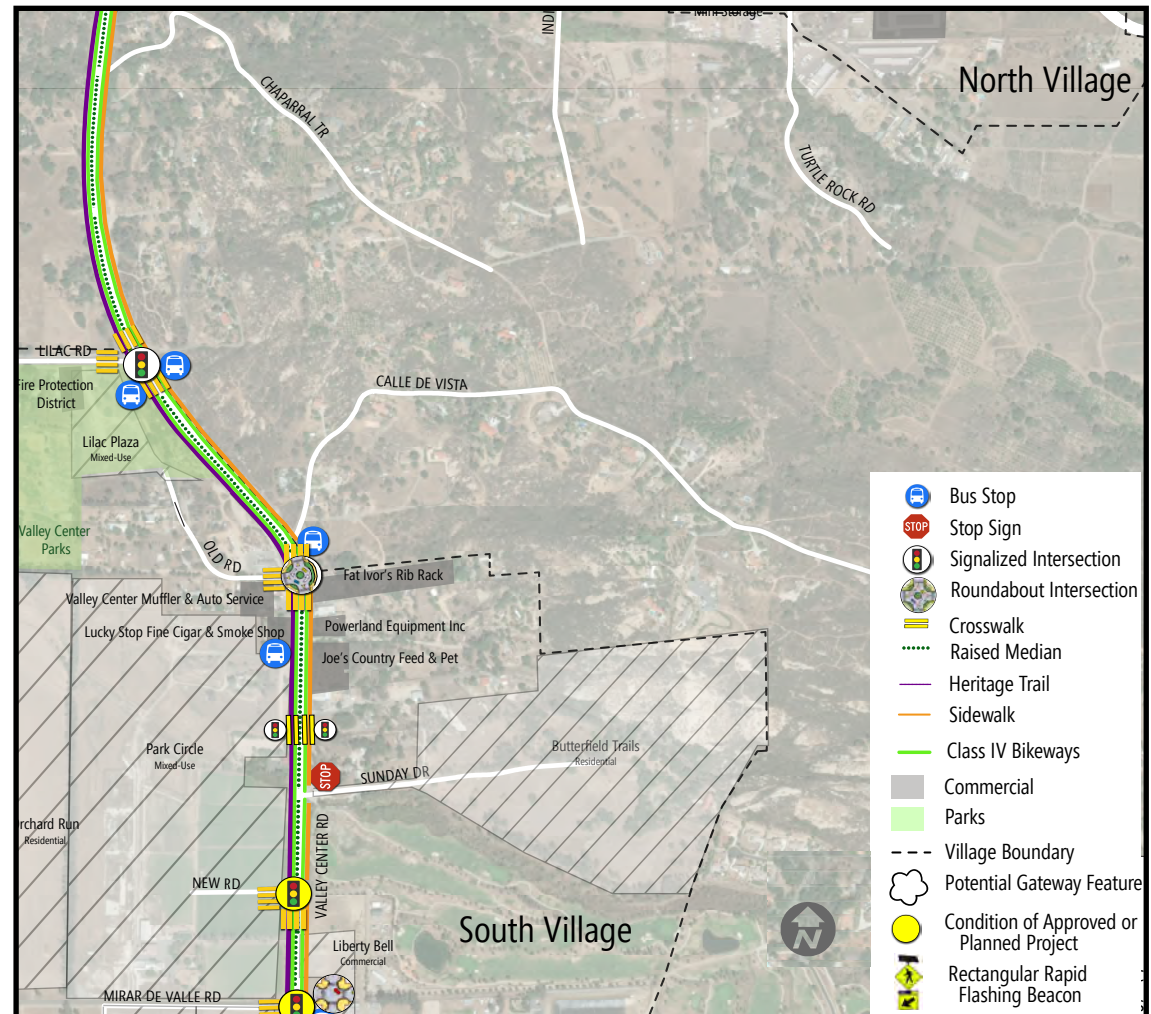 Mini Storage
INDI
North Village
CHAPARRAL TR
TURTLE ROCK RD
LILAC RD
Fire Protection
District
CALLE DE VISTA
Lilac Plaza
Mixed-Use
Valley Center
Parks
OLD RD
Fat Ivor's Rib Rack
Valley Center Muffler & Auto Service
Lucky Stop Fine Cigar & Smoke Shop
Powerland Equipment Inc
Joe's Country Feed & Pet
Park Circle
Mixed-Use
Butterfield Trails
Residential
STOP
SUNDAY DR
Orchard Run
Residential
VALLEY CENTER RD
NEW RD
South Village
Liberty Bell
Commercial
MIRAR DE VALLE RD
N
Bus Stop
STOP
Stop Sign
Signalized Intersection
Roundabout Intersection
Crosswalk
Raised Median
Heritage Trail
Sidewalk
Class IV Bikeways
Commercial
Parks
Village Boundary
Potential Gateway Feature
Condition of Approved or
Planned Project
Rectangular Rapid
Flashing Beacon